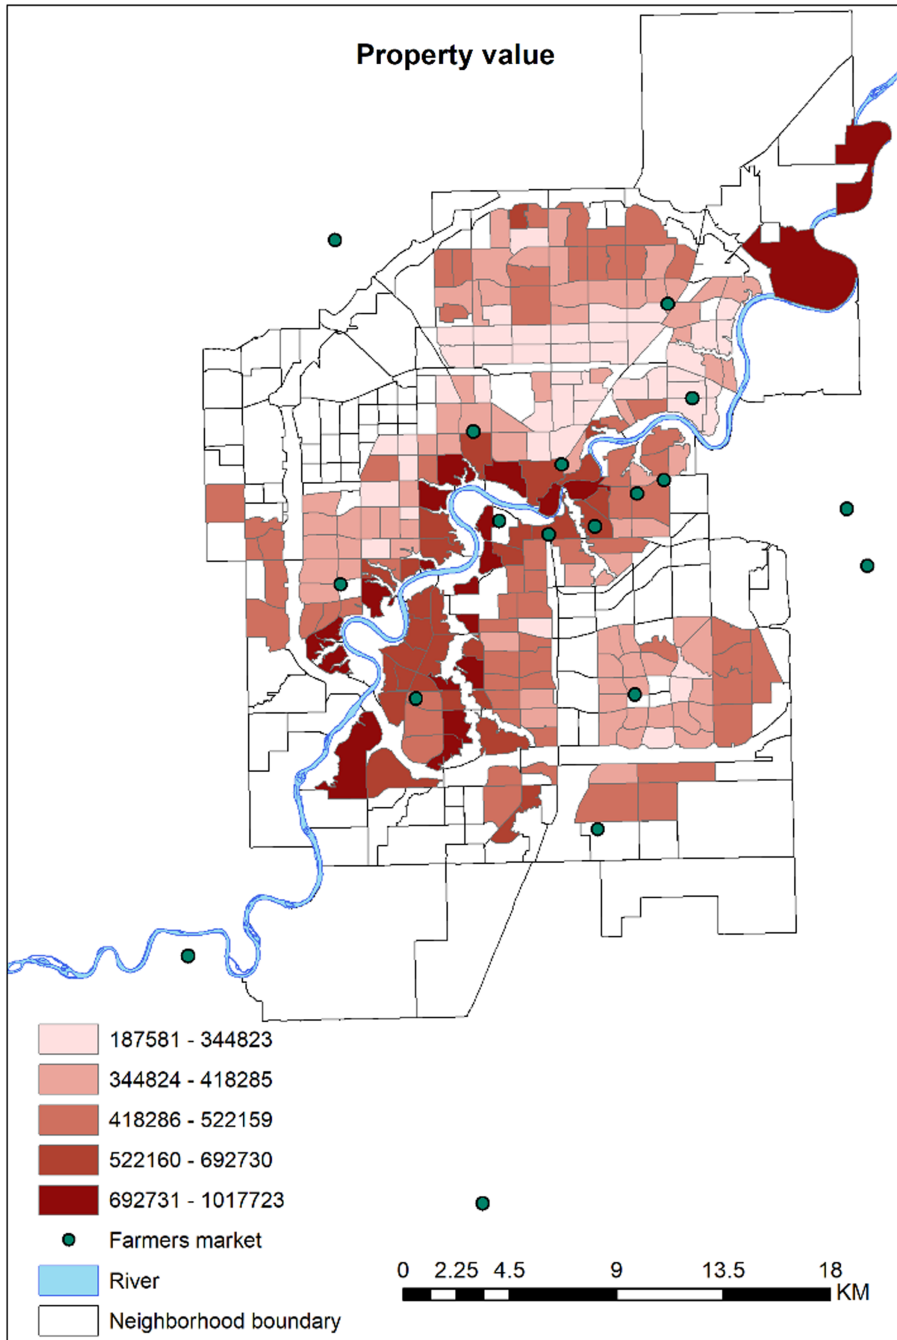 Property value
187581 - 344823
344824 - 418285
418286 - 522159
522160 - 692730
692731 - 1017723
Farmers market
River
Neighborhood boundary
0 2.25 4.5 9 13.5 18
KM